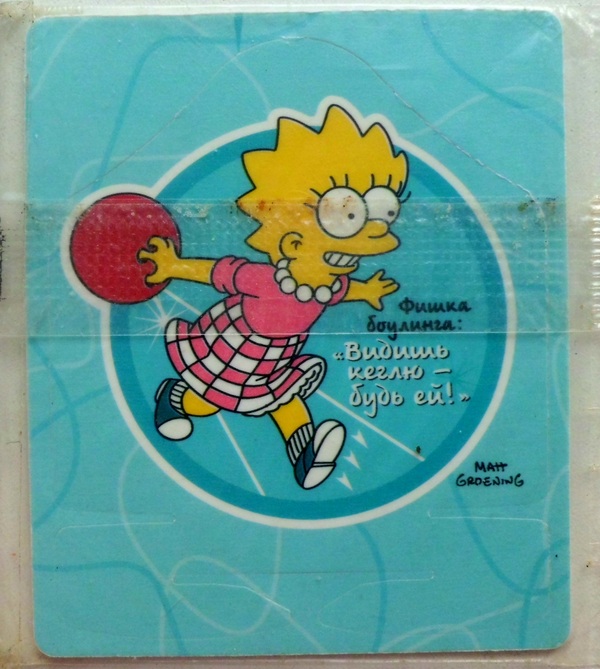 Фишка
боулинга:
«Видишь
кеглю –
будь ей!»
MATT
GROENING